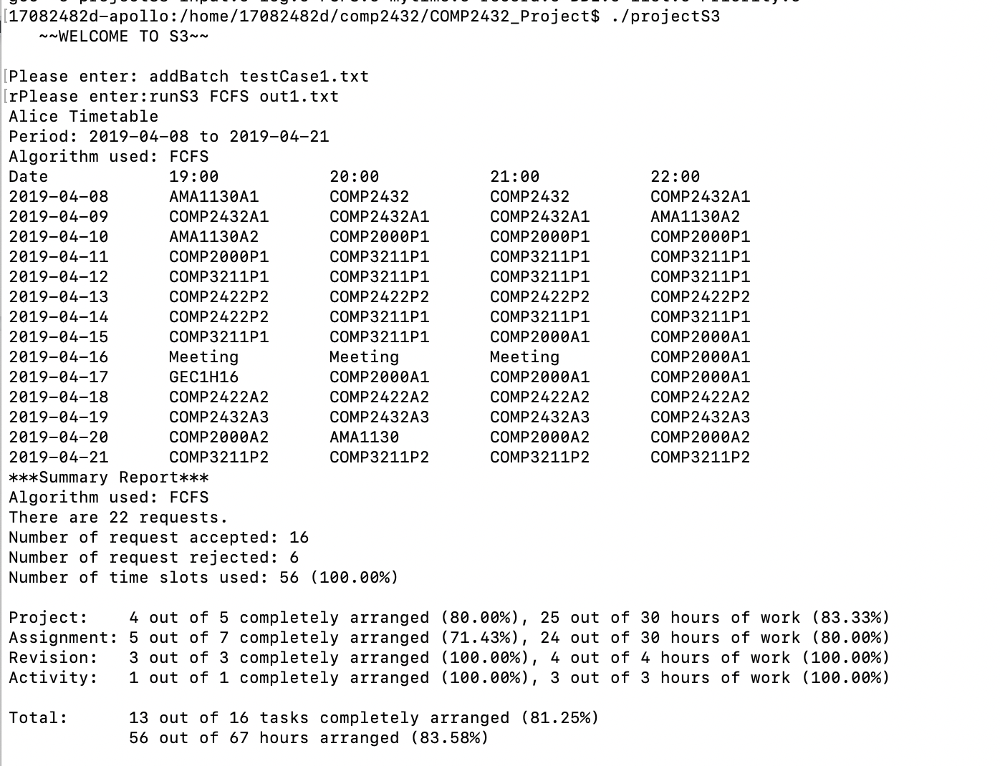 [17082482d-apollo:/home/17082482d/comp2432/COMP2432_Project$ ./projectS3
   ~~WELCOME TO S3~~
[Please enter: addBatch testCase1.txt
[rPlease enter:runS3 FCFS out1.txt
Alice Timetable
Period: 2019-04-08 to 2019-04-21
Algorithm used: FCFS
Date            19:00           20:00           21:00           22:00
2019-04-08      AMA1130A1       COMP2432        COMP2432        COMP2432A1
2019-04-09      COMP2432A1      COMP2432A1      COMP2432A1      AMA1130A2
2019-04-10      AMA1130A2       COMP2000P1      COMP2000P1      COMP2000P1
2019-04-11      COMP2000P1      COMP3211P1      COMP3211P1      COMP3211P1
2019-04-12      COMP3211P1      COMP3211P1      COMP3211P1      COMP3211P1
2019-04-13      COMP2422P2      COMP2422P2      COMP2422P2      COMP2422P2
2019-04-14      COMP2422P2      COMP3211P1      COMP3211P1      COMP3211P1
2019-04-15      COMP3211P1      COMP3211P1      COMP2000A1      COMP2000A1
2019-04-16      Meeting         Meeting         Meeting         COMP2000A1
2019-04-17      GEC1H16         COMP2000A1      COMP2000A1      COMP2000A1
2019-04-18      COMP2422A2      COMP2422A2      COMP2422A2      COMP2422A2
2019-04-19      COMP2432A3      COMP2432A3      COMP2432A3      COMP2432A3
2019-04-20      COMP2000A2      AMA1130         COMP2000A2      COMP2000A2
2019-04-21      COMP3211P2      COMP3211P2      COMP3211P2      COMP3211P2
***Summary Report***
Algorithm used: FCFS
There are 22 requests.
Number of request accepted: 16
Number of request rejected: 6
Number of time slots used: 56 (100.00%)
Project:    4 out of 5 completely arranged (80.00%), 25 out of 30 hours of work (83.33%)
Assignment: 5 out of 7 completely arranged (71.43%), 24 out of 30 hours of work (80.00%)
Revision:   3 out of 3 completely arranged (100.00%), 4 out of 4 hours of work (100.00%)
Activity:   1 out of 1 completely arranged (100.00%), 3 out of 3 hours of work (100.00%)
Total:      13 out of 16 tasks completely arranged (81.25%)
            56 out of 67 hours arranged (83.58%)